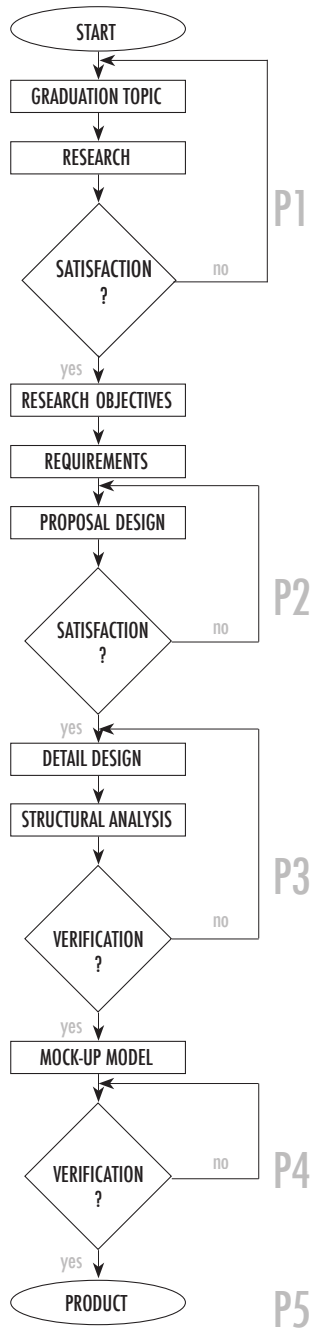 START
GRADUATION TOPIC
RESEARCH
P1
SATISFACTION
?
no
yes
RESEARCH OBJECTIVES
REQUIREMENTS
PROPOSAL DESIGN
P2
SATISFACTION
?
no
yes
DETAIL DESIGN
STRUCTURAL ANALYSIS
P3
VERIFICATION
?
no
yes
MOCK-UP MODEL
VERIFICATION
?
no
P4
yes
PRODUCT
P5